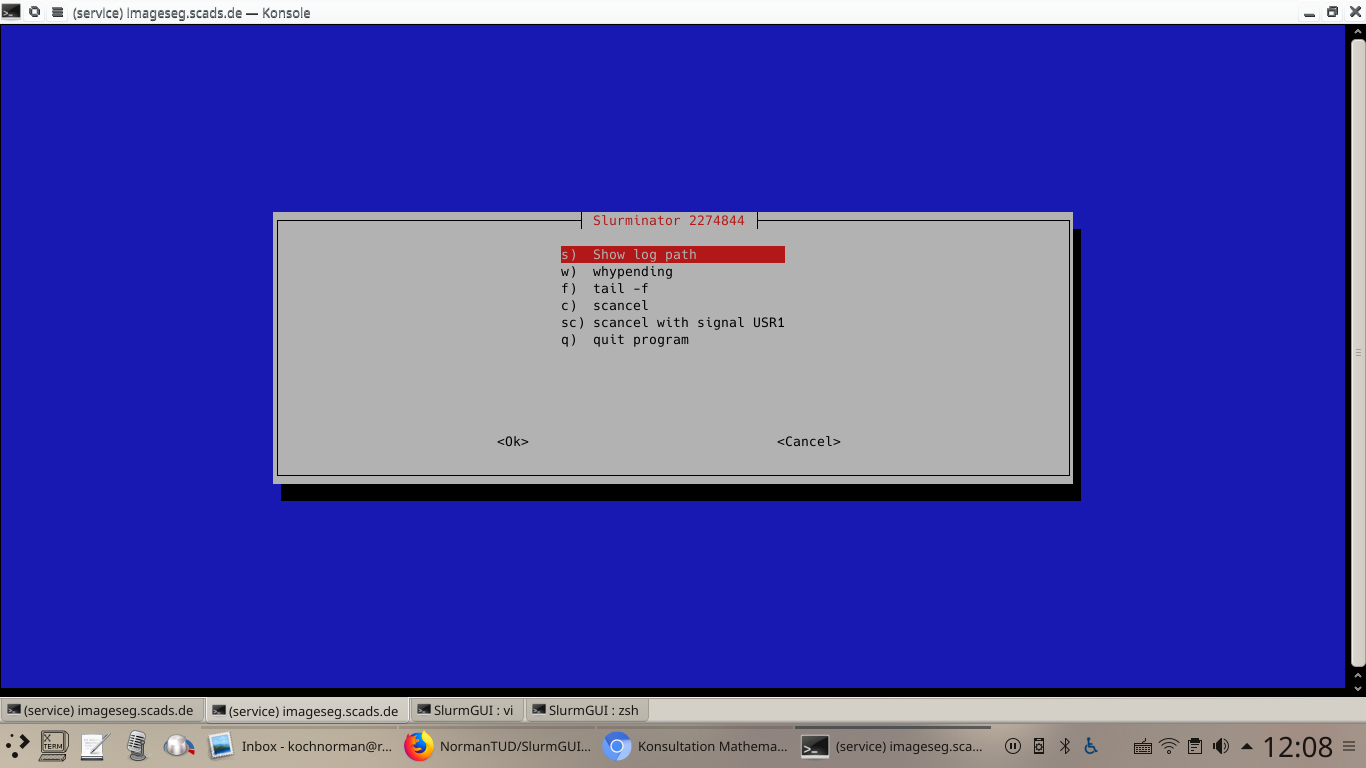 (service) imageseg.scads.de — Konsole
Slurminator 2274844
s) Show log path
w) whypending
f) tail -f
c) scancel
sc) scancel with signal USR1
q) quit program
<Ok> <Cancel>
(service) imageseg.scads.de (service) imageseg.scads.de SlurmGUI : vi SlurmGUI : zsh
X TERM Inbox - kochnorman@r... NormanTUD/SlurmGUI... Konsultation Mathema... (service) imageseg.sca... 12:08